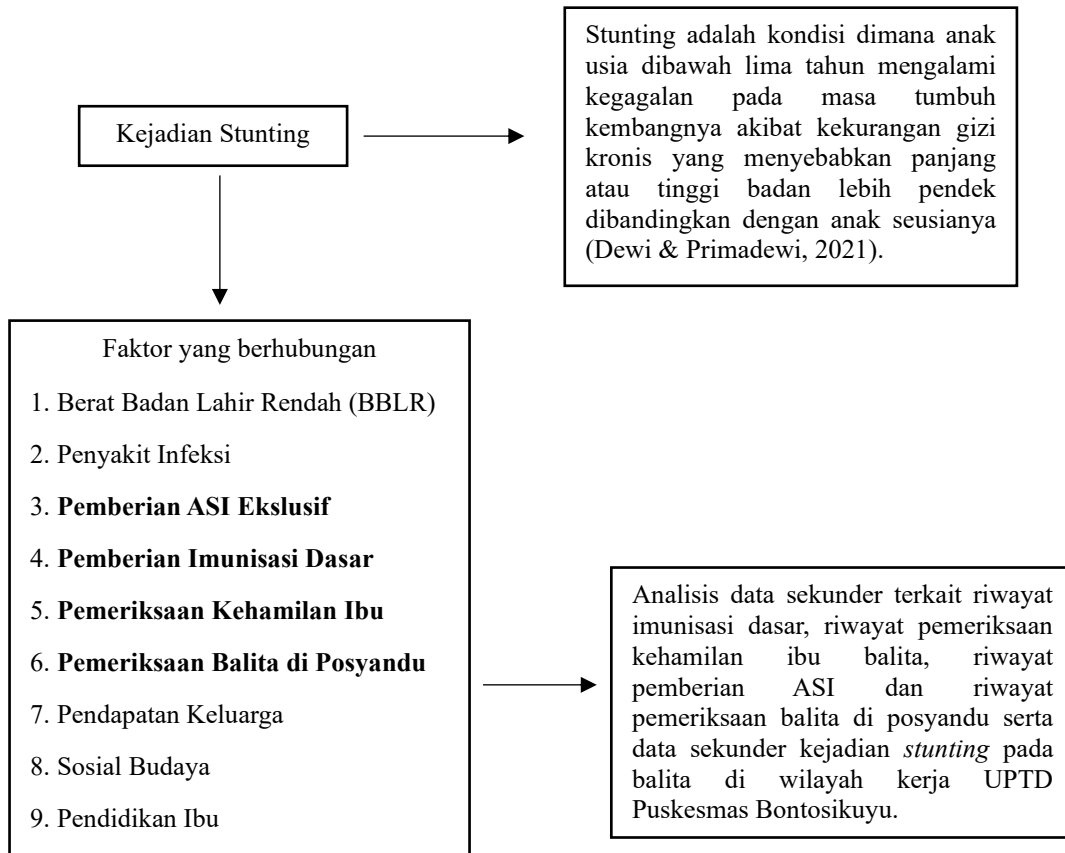 Kejadian Stunting
Stunting adalah kondisi dimana anak
usia dibawah lima tahun mengalami
kegagalan pada masa tumbuh
kembangnya akibat kekurangan gizi
kronis yang menyebabkan panjang
atau tinggi badan lebih pendek
dibandingkan dengan anak seusianya
(Dewi & Primadewi, 2021).
Faktor yang berhubungan
1. Berat Badan Lahir Rendah (BBLR)
2. Penyakit Infeksi
3. Pemberian ASI Ekslusif
4. Pemberian Imunisasi Dasar
5. Pemeriksaan Kehamilan Ibu
6. Pemeriksaan Balita di Posyandu
7. Pendapatan Keluarga
8. Sosial Budaya
9. Pendidikan Ibu
Analisis data sekunder terkait riwayat
imunisasi dasar, riwayat pemeriksaan
kehamilan ibu balita, riwayat
pemberian ASI dan riwayat
pemeriksaan balita di posyandu serta
data sekunder kejadian stunting pada
balita di wilayah kerja UPTD
Puskesmas Bontosikuyu.